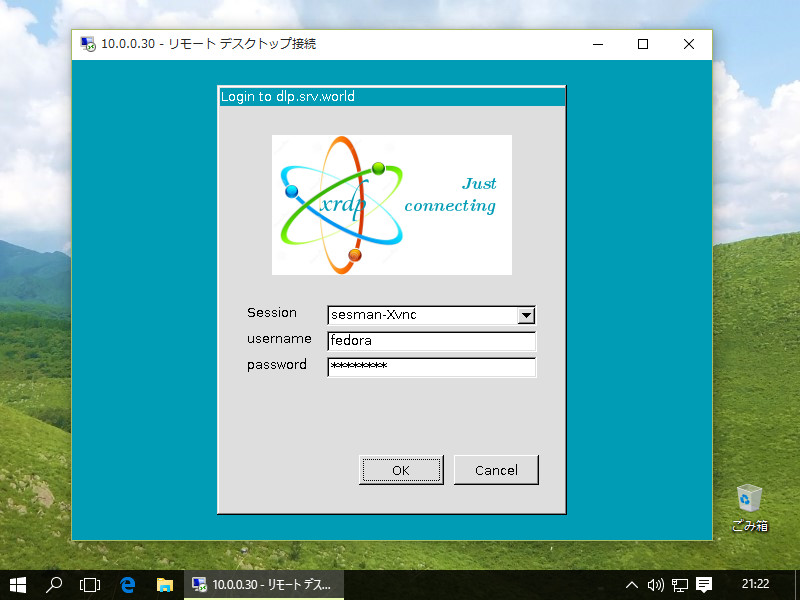 10.0.0.30 - リモート デスクトップ接続
Login to dlp.srv.world
xrdp
Just
connecting
Session
sesman-Xvnc
username
fedora
password
********
OK
Cancel
ごみ箱
10.0.0.30 - リモート デス...
21:22